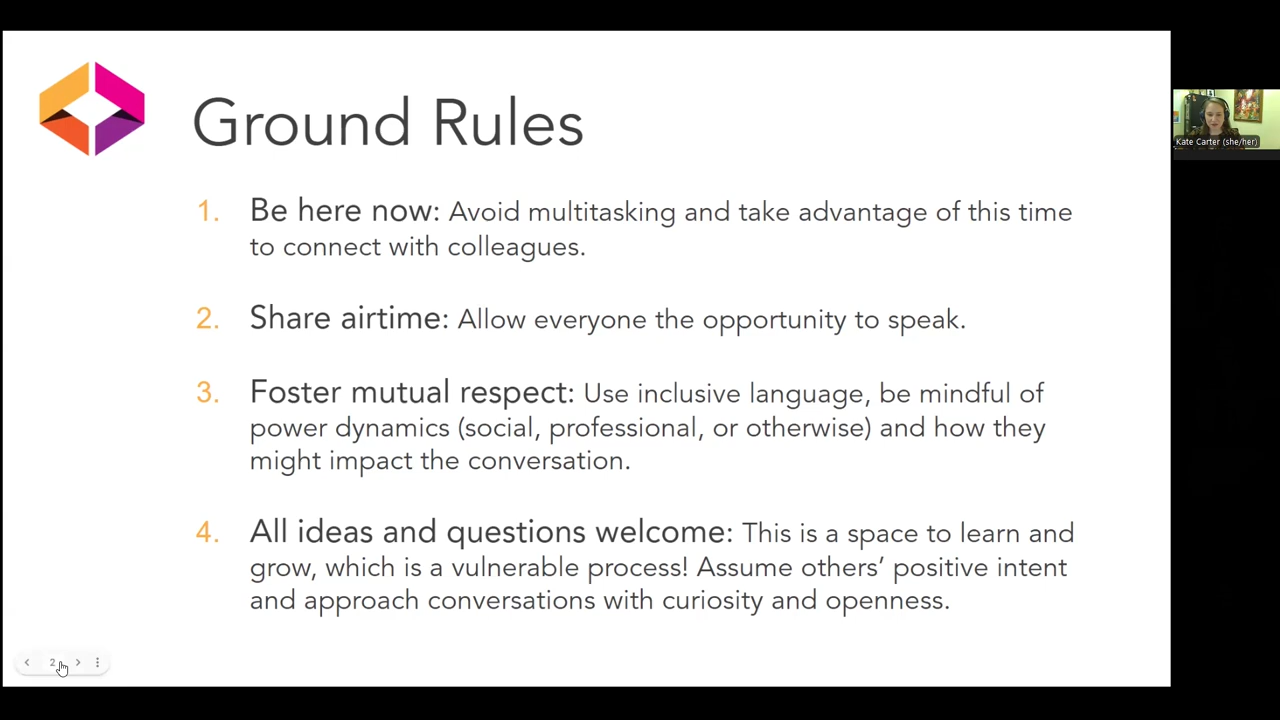 Ground Rules
1. Be here now: Avoid multitasking and take advantage of this time
to connect with colleagues.
2. Share airtime: Allow everyone the opportunity to speak.
3. Foster mutual respect: Use inclusive language, be mindful of
power dynamics (social, professional, or otherwise) and how they
might impact the conversation.
4. All ideas and questions welcome: This is a space to learn and
grow, which is a vulnerable process! Assume others’ positive intent
and approach conversations with curiosity and openness.
2
Kate Carter (she/her)